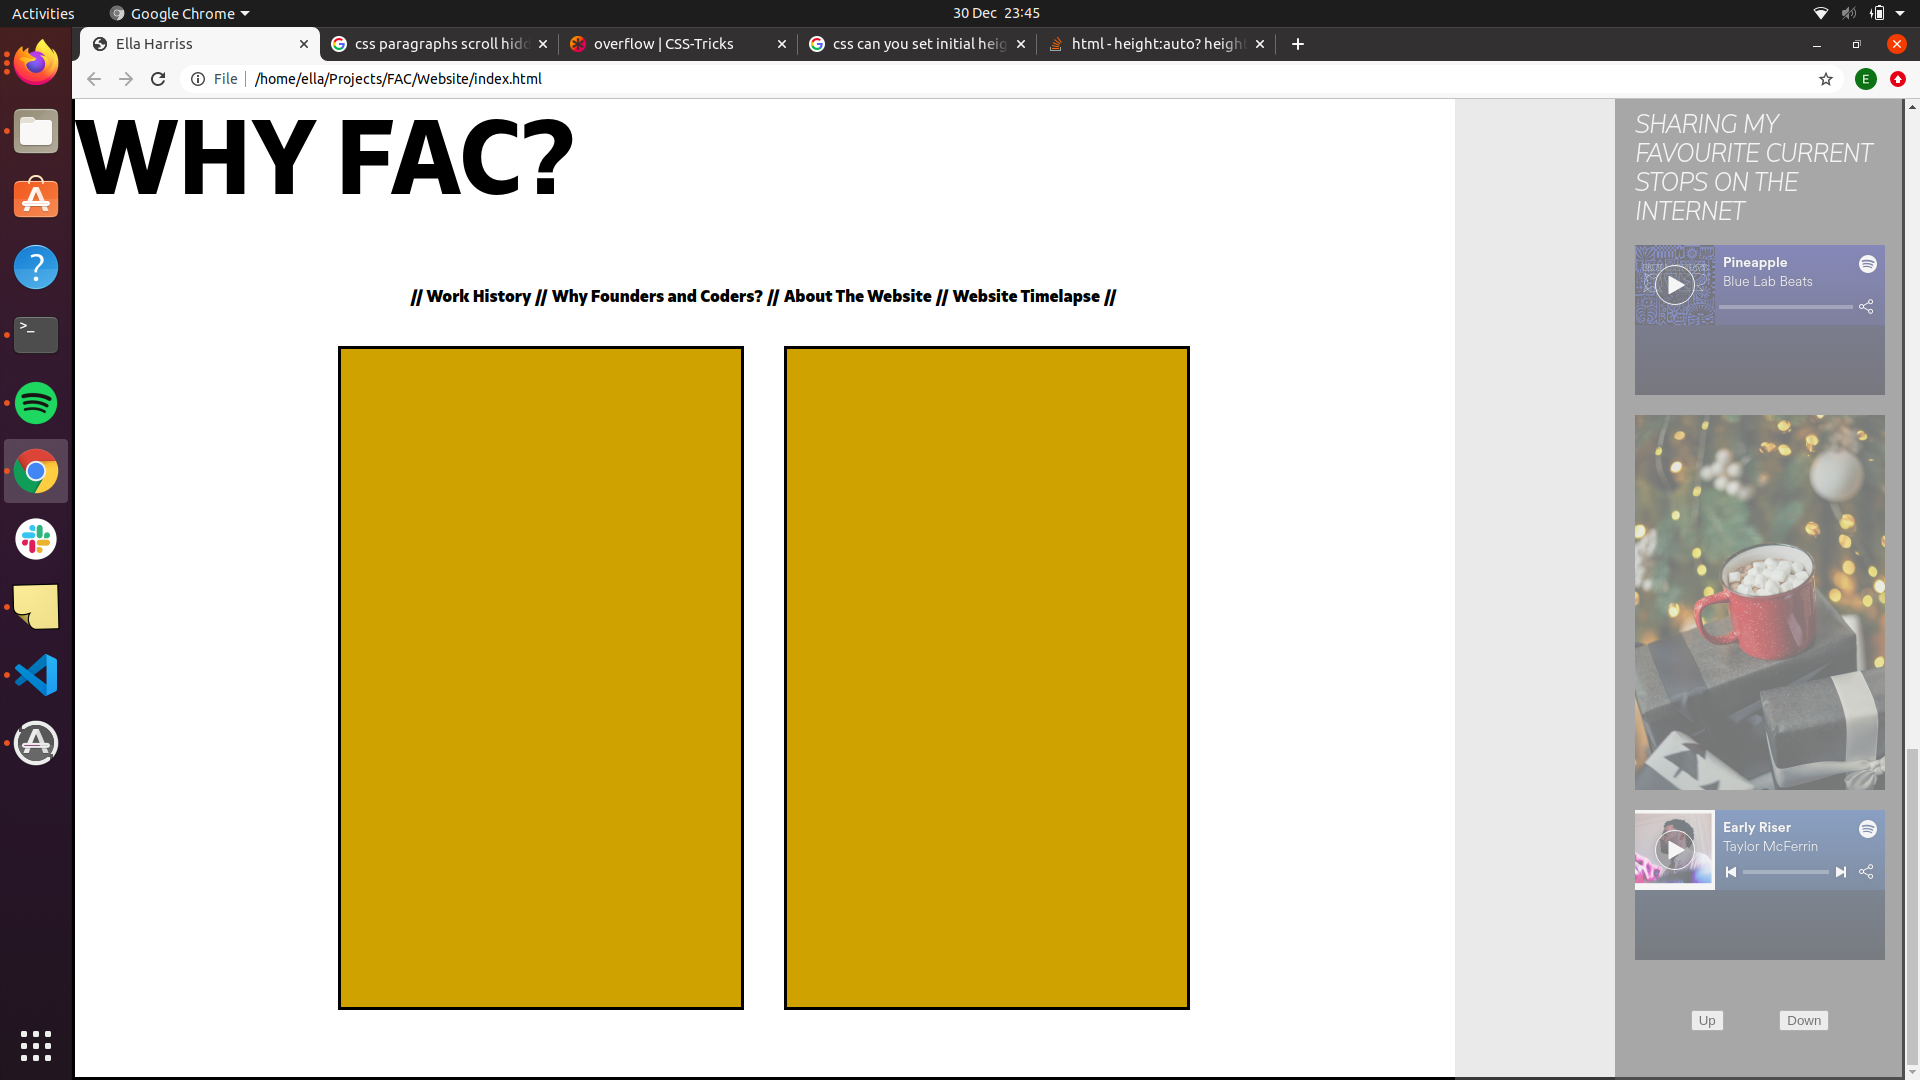 Activities
Google Chrome
30 Dec 23:45
Ella Harriss
css paragraphs scroll hidd
overflow | CSS-Tricks
css can you set initial heig
html - height:auto? height
File
/home/ella/Projects/FAC/Website/index.html
E
WHY FAC?
// Work History // Why Founders and Coders? // About The Website // Website Timelapse //
SHARING MY
FAVOURITE CURRENT
STOPS ON THE
INTERNET
Pineapple
Blue Lab Beats
Early Riser
Taylor McFerrin
Up
Down